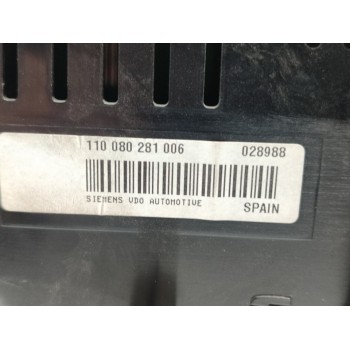 110 080 281 006 028988
SIEMENS VDO AUTOMOTIVE SPAIN